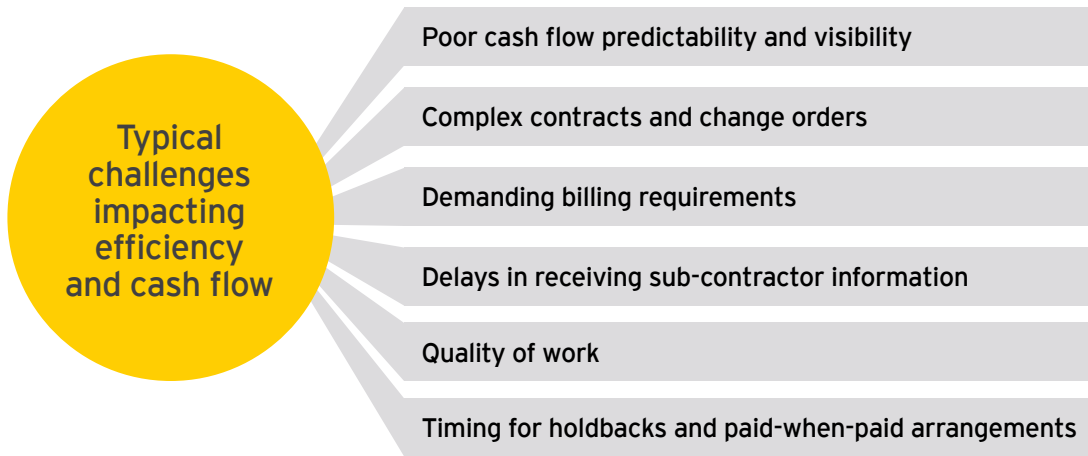 Typical
challenges
impacting
efficiency
and cash flow
Poor cash flow predictability and visibility
Complex contracts and change orders
Demanding billing requirements
Delays in receiving sub-contractor information
Quality of work
Timing for holdbacks and paid-when-paid arrangements